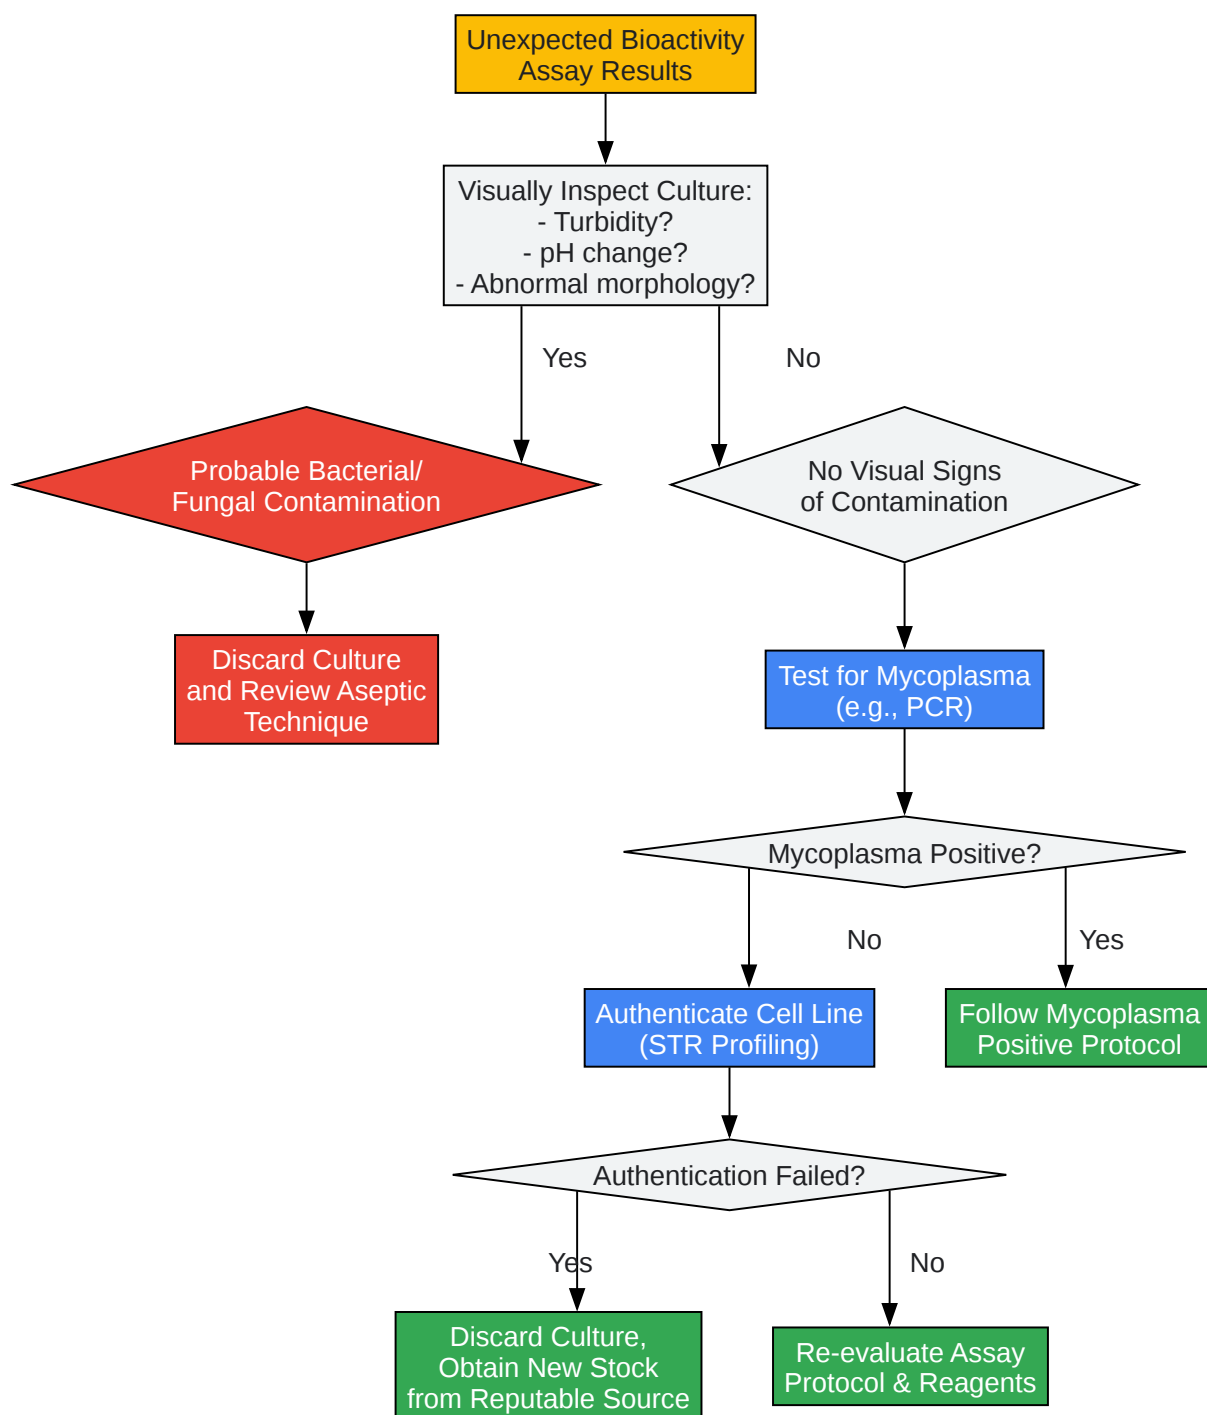 Unexpected Bioactivity
Assay Results
Visually Inspect Culture:
- Turbidity?
- pH change?
- Abnormal morphology?
Yes
No
Probable Bacterial/
Fungal Contamination
No Visual Signs
of Contamination
Discard Culture
and Review Aseptic
Technique
Test for Mycoplasma
(e.g., PCR)
Mycoplasma Positive?
No
Yes
Authenticate Cell Line
(STR Profiling)
Follow Mycoplasma
Positive Protocol
Authentication Failed?
Yes
No
Discard Culture,
Obtain New Stock
from Reputable Source
Re-evaluate Assay
Protocol & Reagents